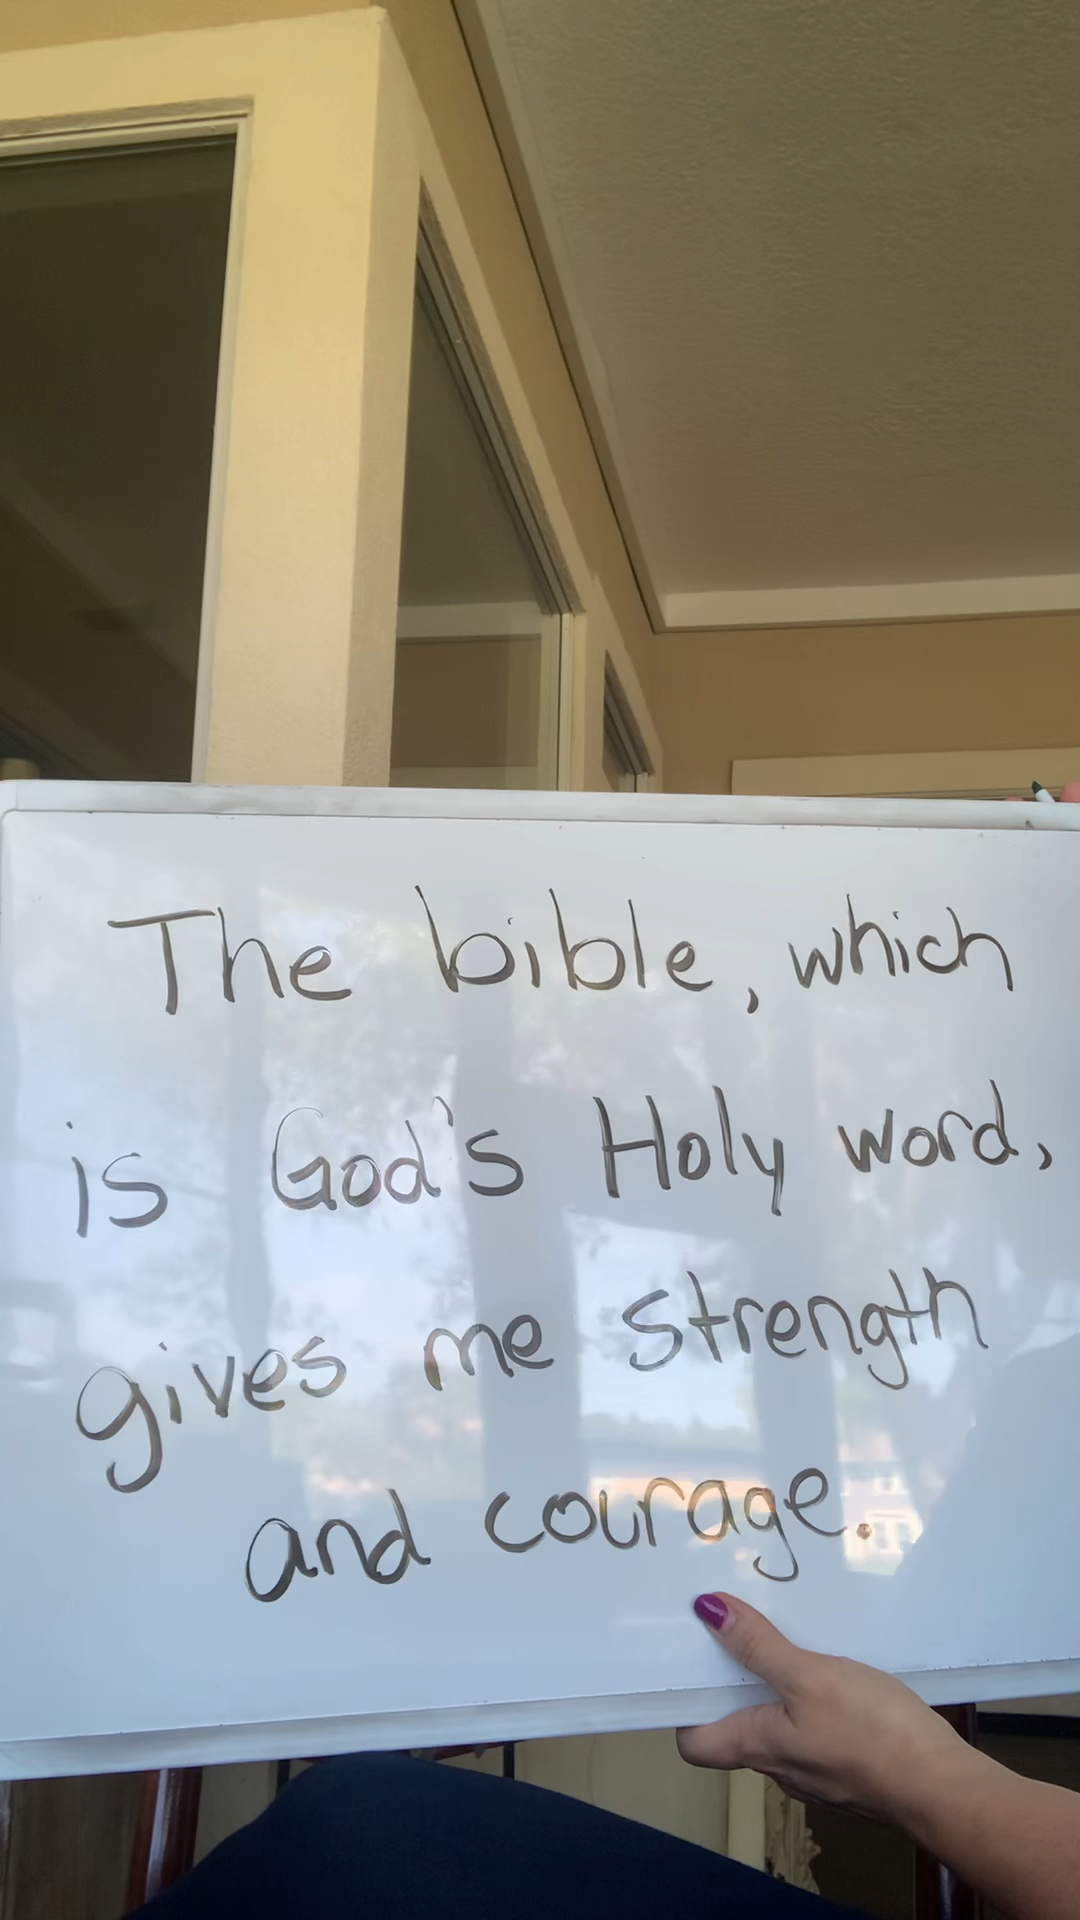 The bible, which
is God's Holy word,
gives me strength
and courage.